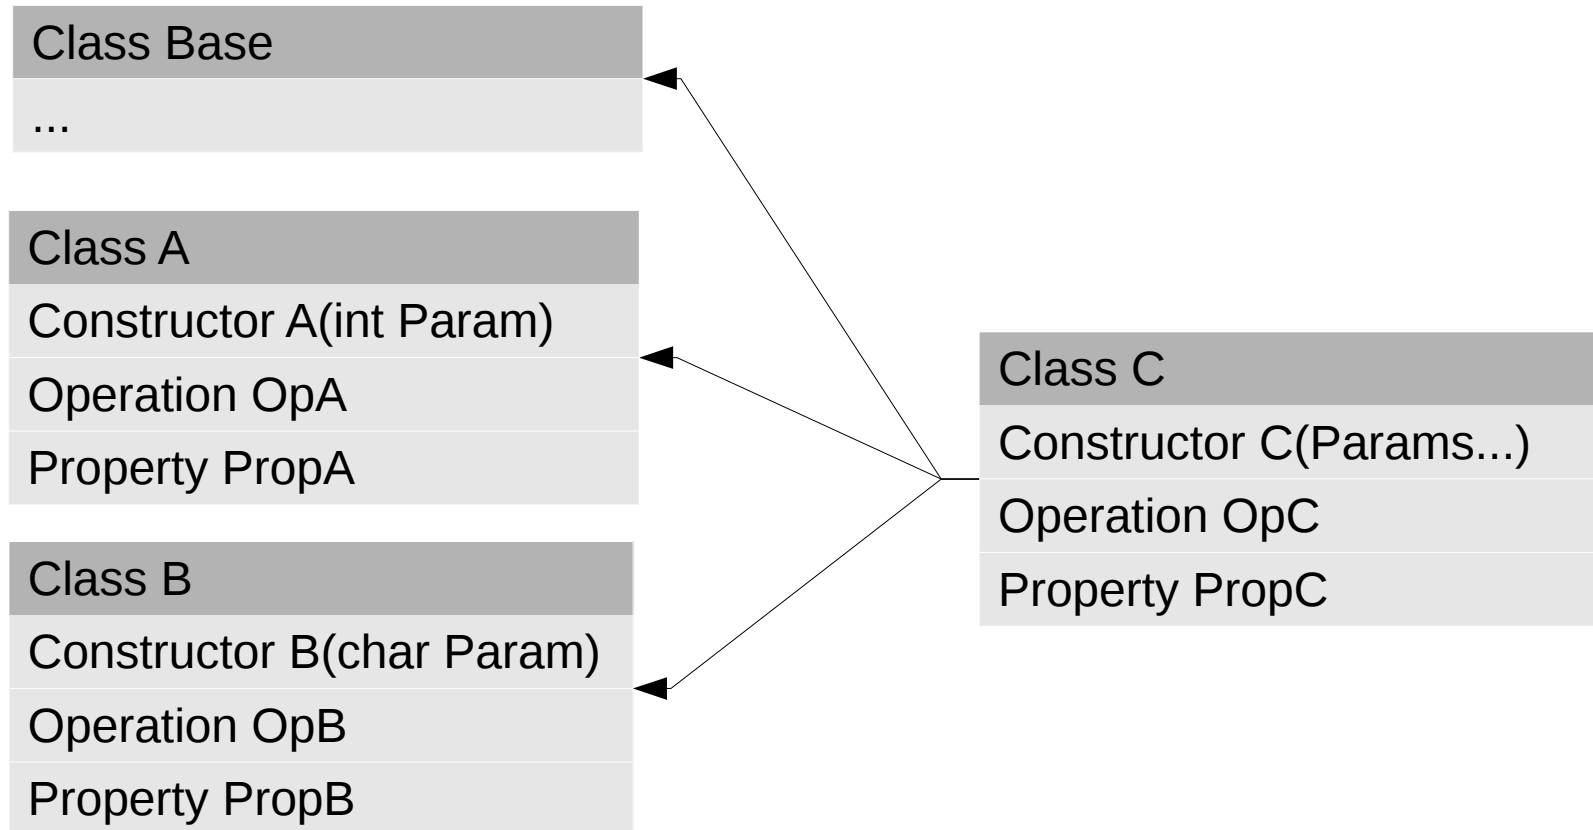 Class Base
...
Class A
Constructor A(int Param)
Operation OpA
Property PropA
Class B
Constructor B(char Param)
Operation OpB
Property PropB
Class C
Constructor C(Params...)
Operation OpC
Property PropC